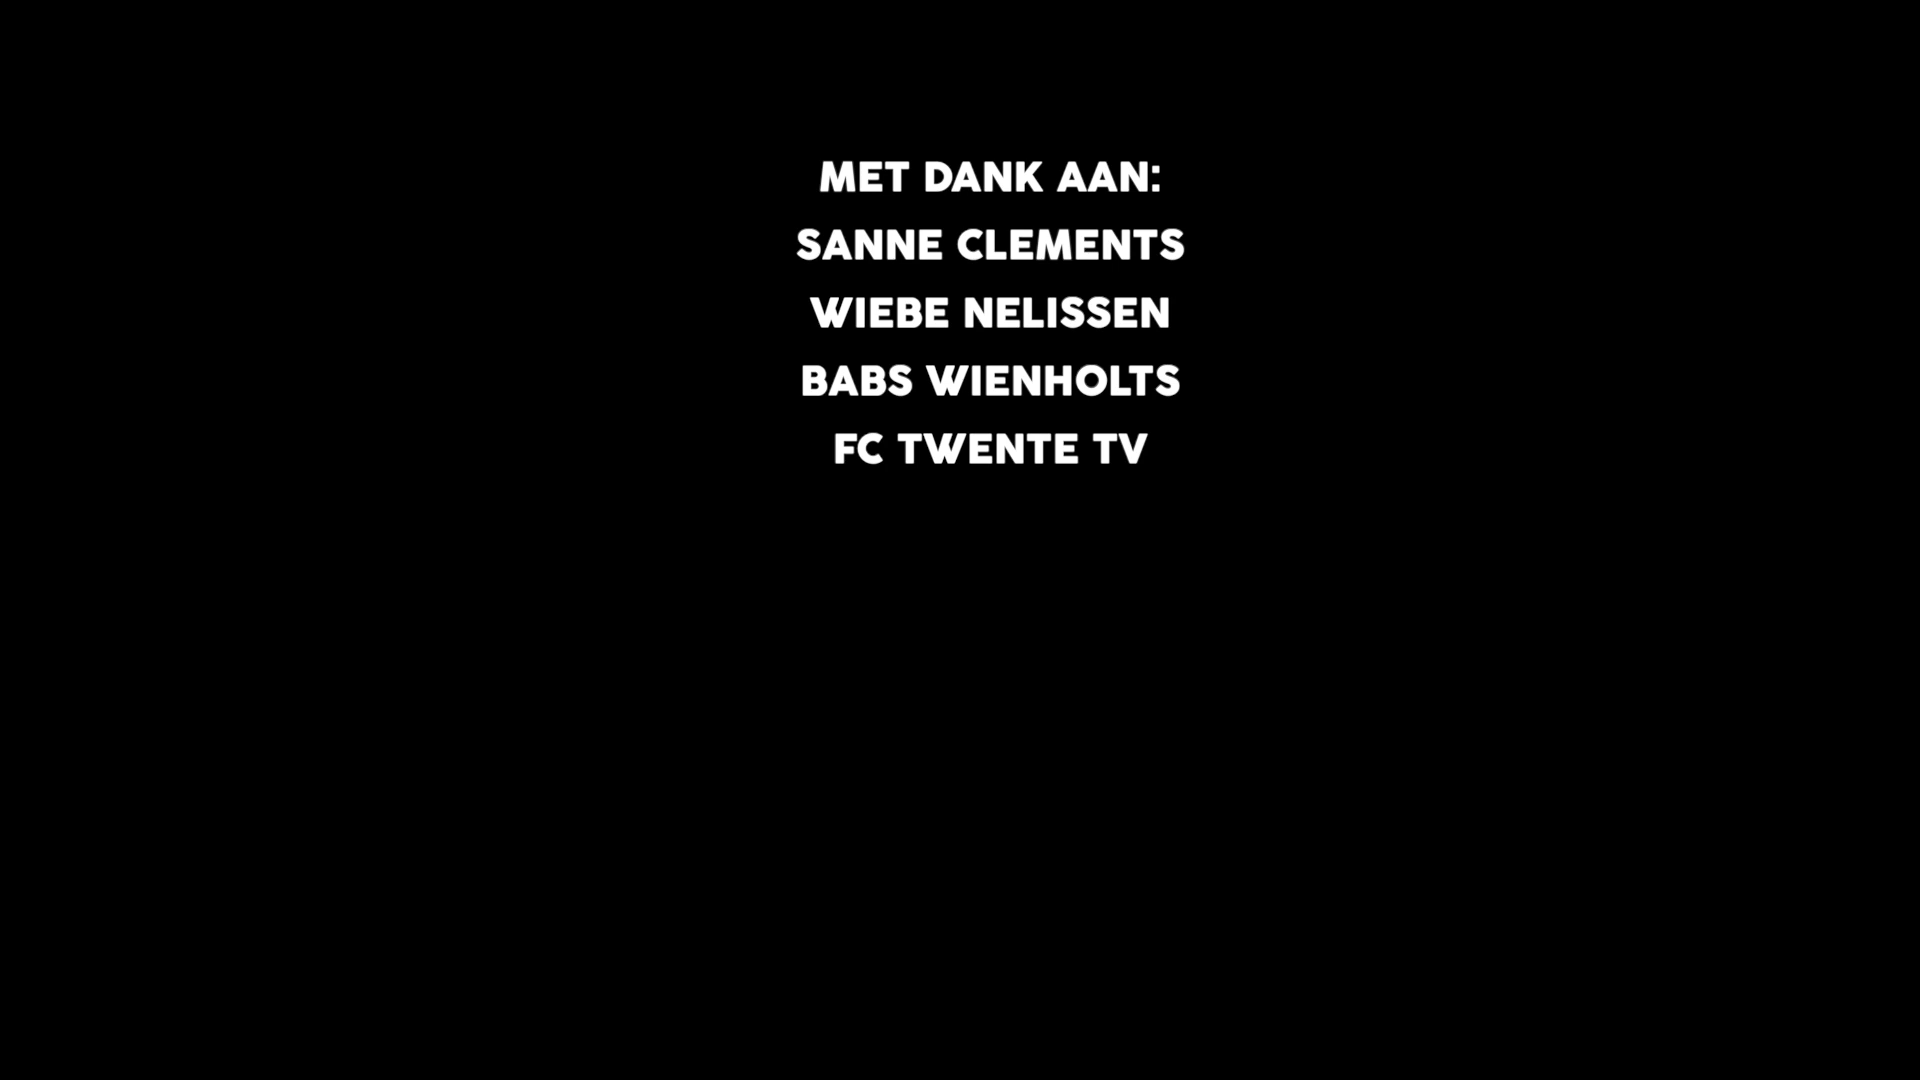 MET DANK AAN:
SANNE CLEMENTS
WIEBE NELISSEN
BABS WIENHOLTS
FC TWENTE TV